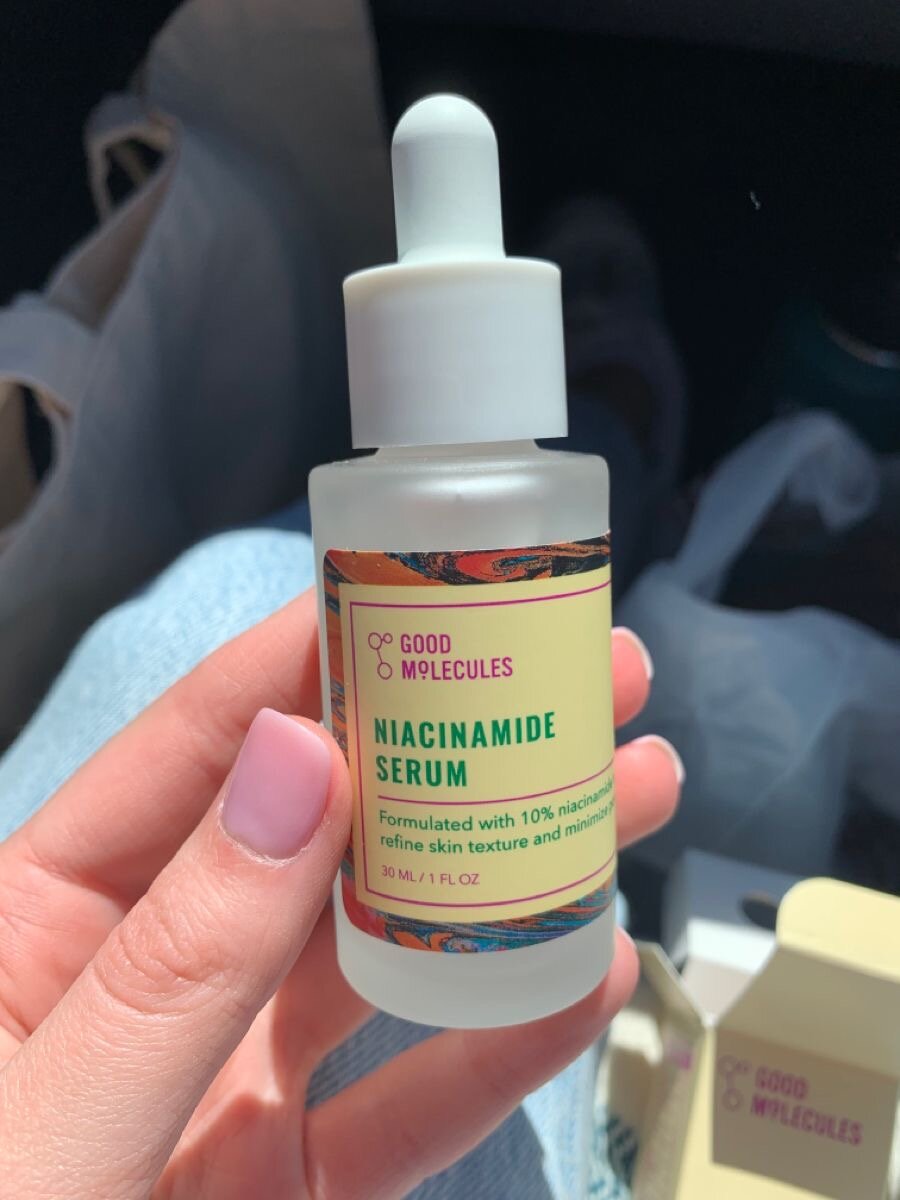 GOOD
MOLECULES
NIACINAMIDE
SERUM
Formulated with 10% niacinamide
refine skin texture and minimize
30 ML / 1 FL OZ
GOOD
MOLECULES